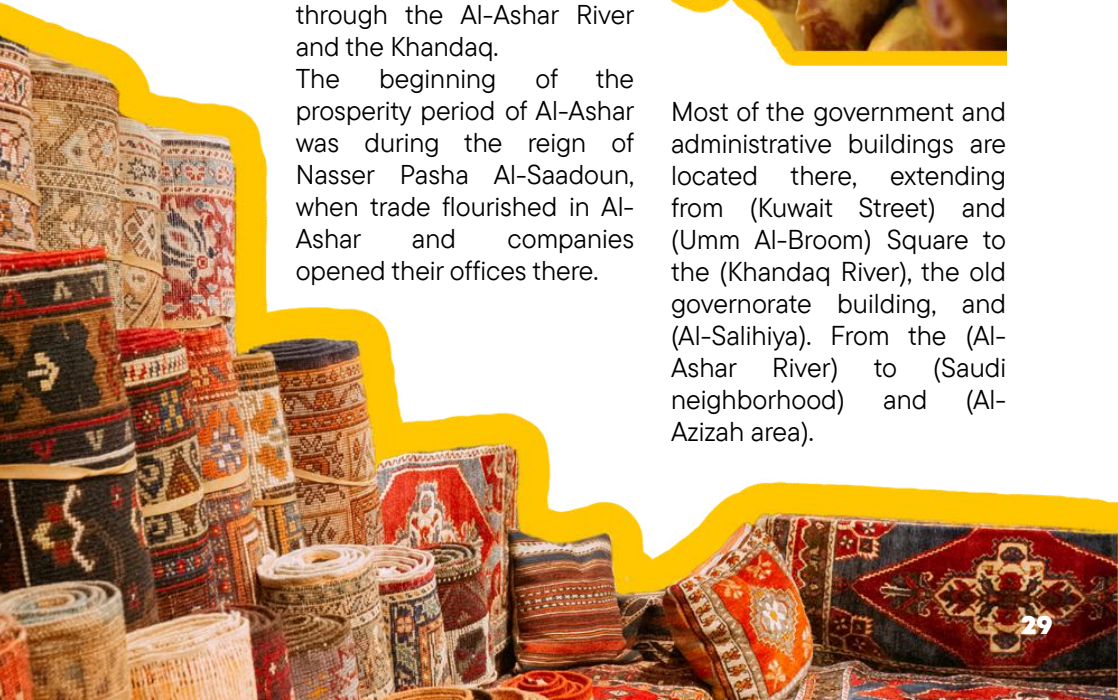 through the Al-Ashar River
and the Khandaq.
The beginning of the
prosperity period of Al-Ashar
was during the reign of
Nasser Pasha Al-Saadoun,
when trade flourished in Al-
Ashar and companies
opened their offices there.
Most of the government and
administrative buildings are
located there, extending
from (Kuwait Street) and
(Umm Al-Broom) Square to
the (Khandaq River), the old
governorate building, and
(Al-Salihiya). From the (Al-
Ashar River) to (Saudi
neighborhood) and (Al-
Azizah area).
29